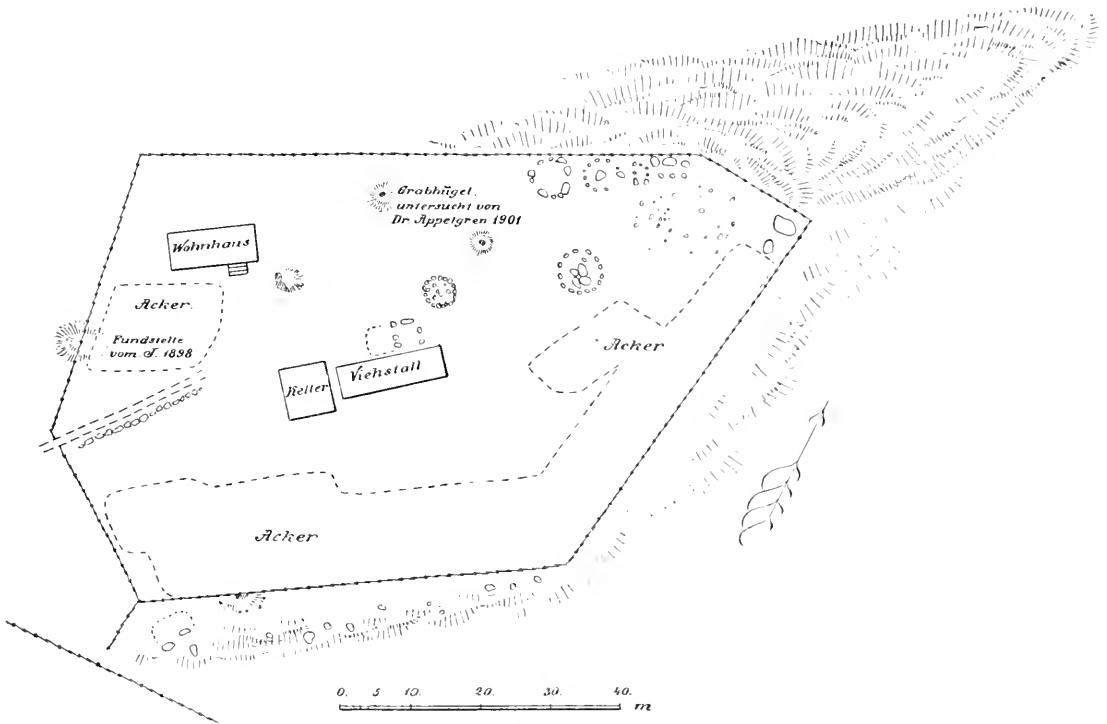 Grabhügel.
untersucht von
Dr. Appelgren 1901
Wohnhaus
Acker.
Fundstelle
vom J. 1898
Acker
Viehstall
Keller
Acker
0. 5 10. 20. 30. 40.
m